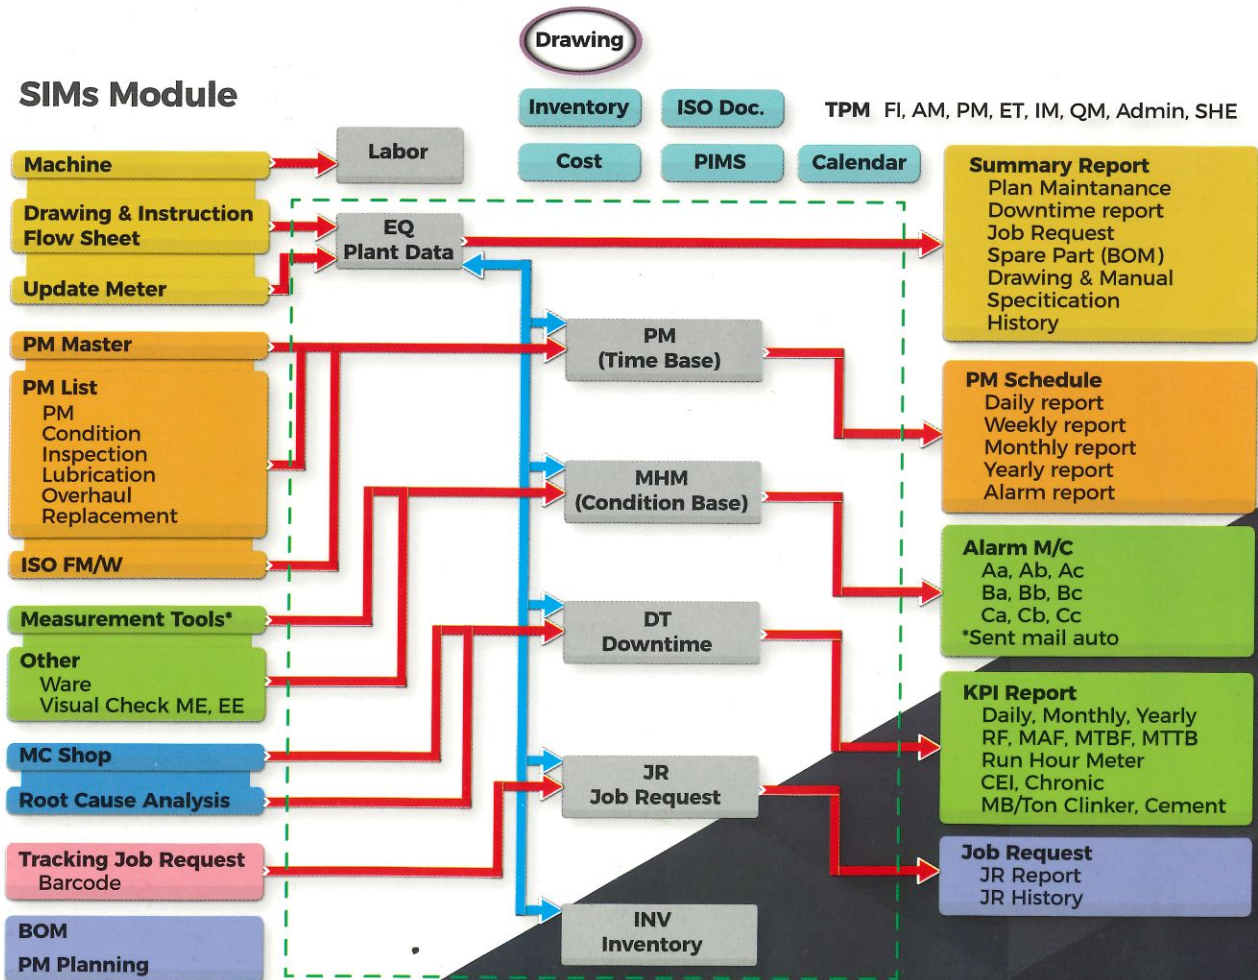 Drawing
SIMs Module
Inventory
ISO Doc.
TPM FI, AM, PM, ET, IM, QM, Admin, SHE
Cost
PIMS
Calendar
Machine
Drawing & Instruction
Flow Sheet
Update Meter
PM Master
PM List
PM
Condition
Inspection
Lubrication
Overhaul
Replacement
ISO FM/W
Measurement Tools*
Other
Ware
Visual Check ME, EE
MC Shop
Root Cause Analysis
Tracking Job Request
Barcode
BOM
PM Planning
Labor
EQ
Plant Data
PM
(Time Base)
MHM
(Condition Base)
DT
Downtime
JR
Job Request
INV
Inventory
Summary Report
Plan Maintanance
Downtime report
Job Request
Spare Part (BOM)
Drawing & Manual
Specitication
History
PM Schedule
Daily report
Weekly report
Monthly report
Yearly report
Alarm report
Alarm M/C
Aa, Ab, Ac
Ba, Bb, Bc
Ca, Cb, Cc
*Sent mail auto
KPI Report
Daily, Monthly, Yearly
RF, MAF, MTBF, MTTB
Run Hour Meter
CEI, Chronic
MB/Ton Clinker, Cement
Job Request
JR Report
JR History